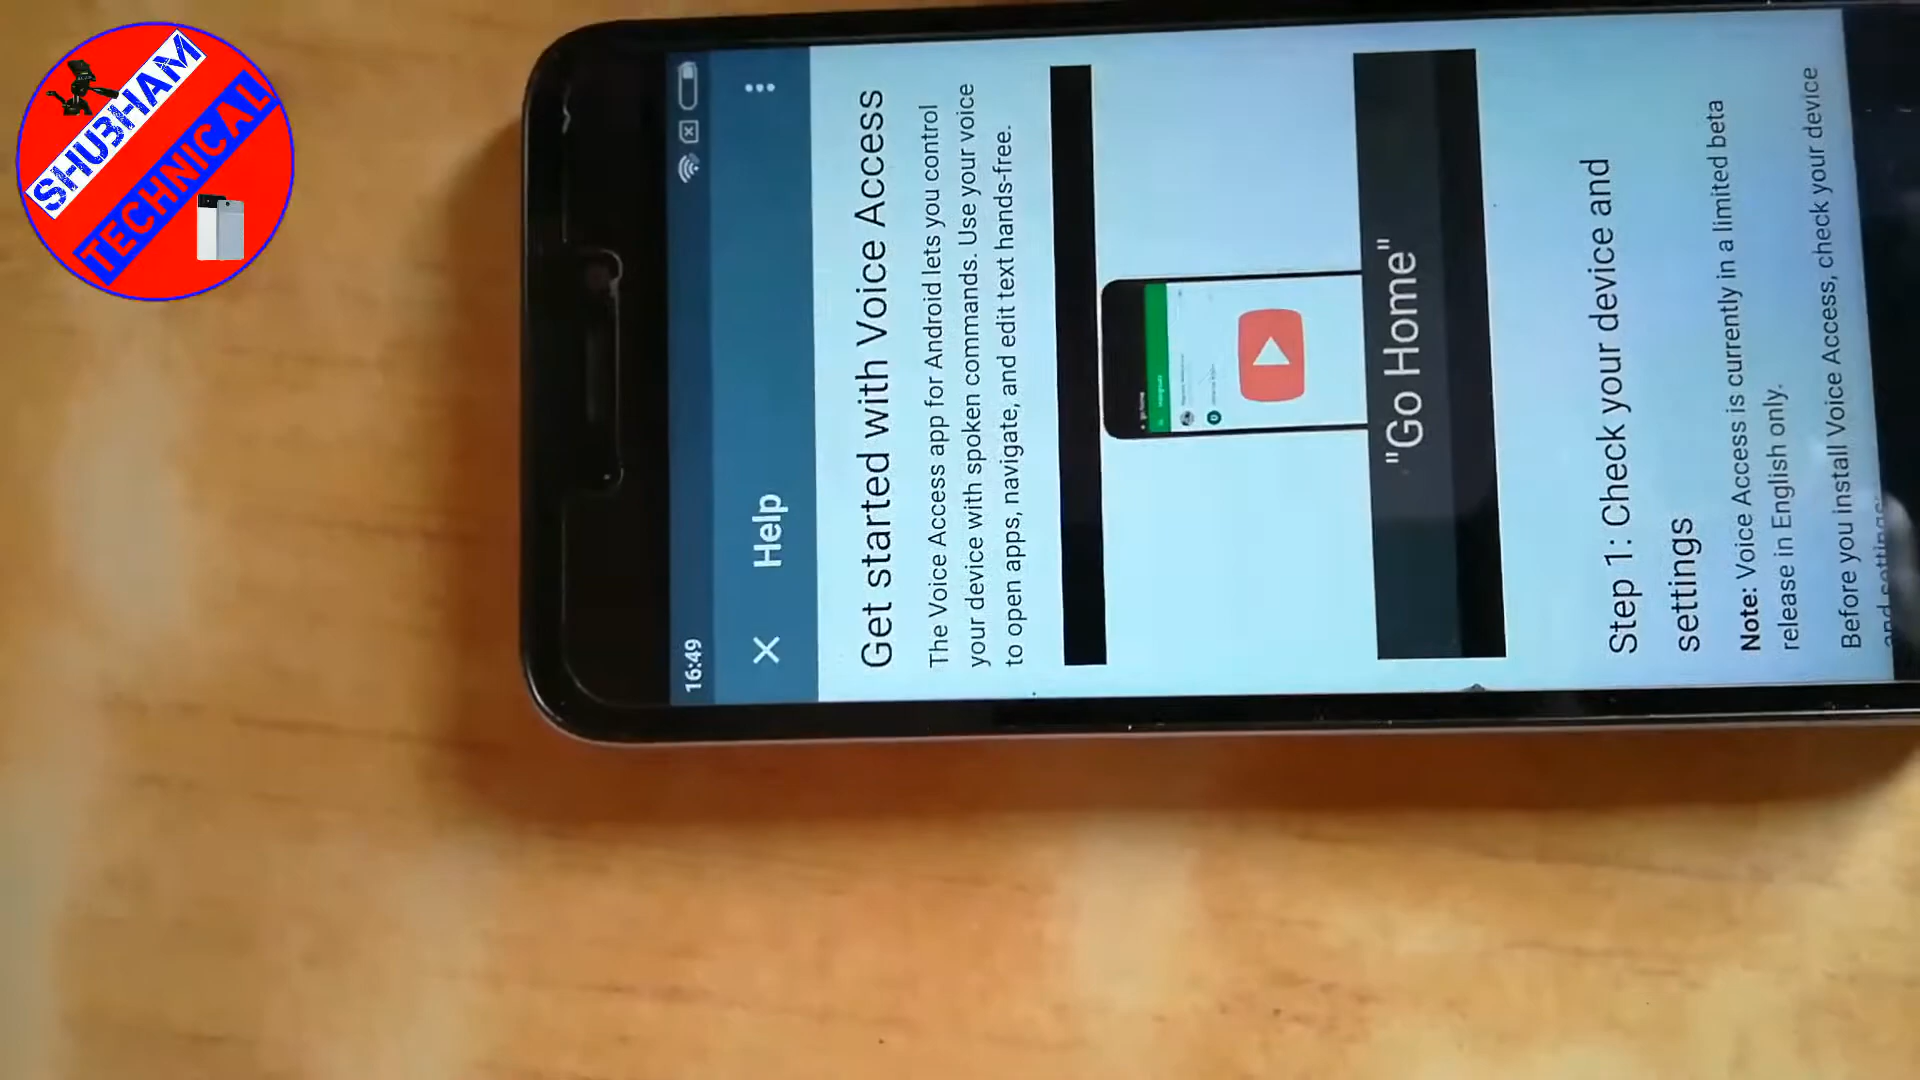 SHUBHAM
TECHNICAL
16:49
Help
Get started with Voice Access
The Voice Access app for Android lets you control
your device with spoken commands. Use your voice
to open apps, navigate, and edit text hands-free.
"Go Home"
Step 1: Check your device and
settings
Note: Voice Access is currently in a limited beta
release in English only.
Before you install Voice Access, check your device
and settings